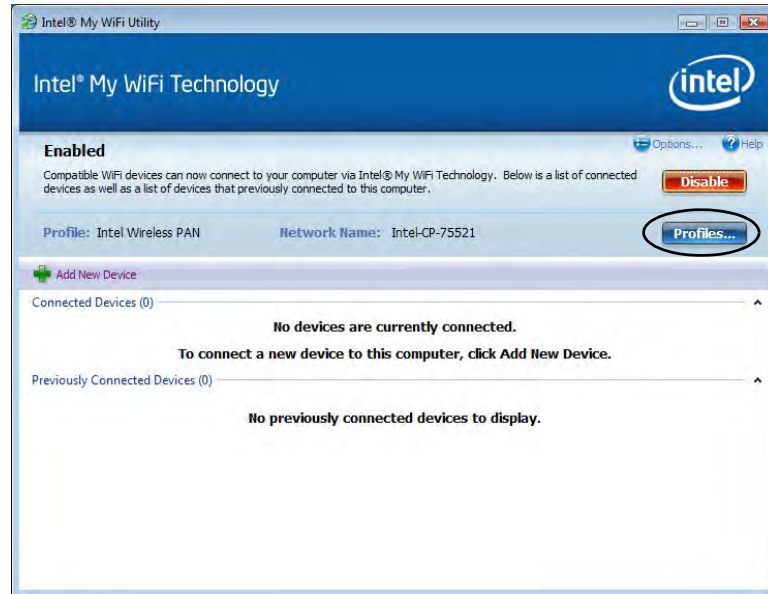 Intel® My WiFi Utility
Intel® My WiFi Technology
intel
Enabled
Options...
Help
Compatible WiFi devices can now connect to your computer via Intel® My WiFi Technology. Below is a list of connected
devices as well as a list of devices that previously connected to this computer.
Disable
Profile: Intel Wireless PAN
Network Name: Intel-CP-75521
Profiles...
Add New Device
Connected Devices (0)
No devices are currently connected.
To connect a new device to this computer, click Add New Device.
Previously Connected Devices (0)
No previously connected devices to display.